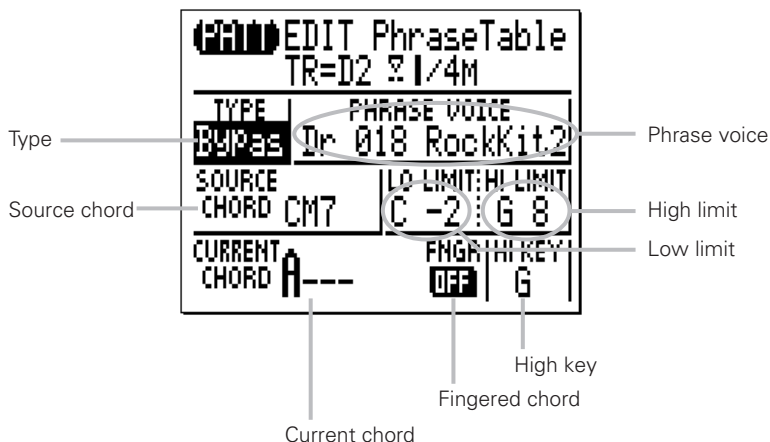 PATT EDIT PhraseTable
TR=D2 1/4M
TYPE PHRASE VOICE
Bypas Dr 018 RockKit2
SOURCE CHORD CM7
LO LIMIT HI LIMIT
C -2 G 8
CURRENT CHORD A---
FNGR HI KEY
OFF G
Type
Source chord
Phrase voice
High limit
Low limit
High key
Fingered chord
Current chord